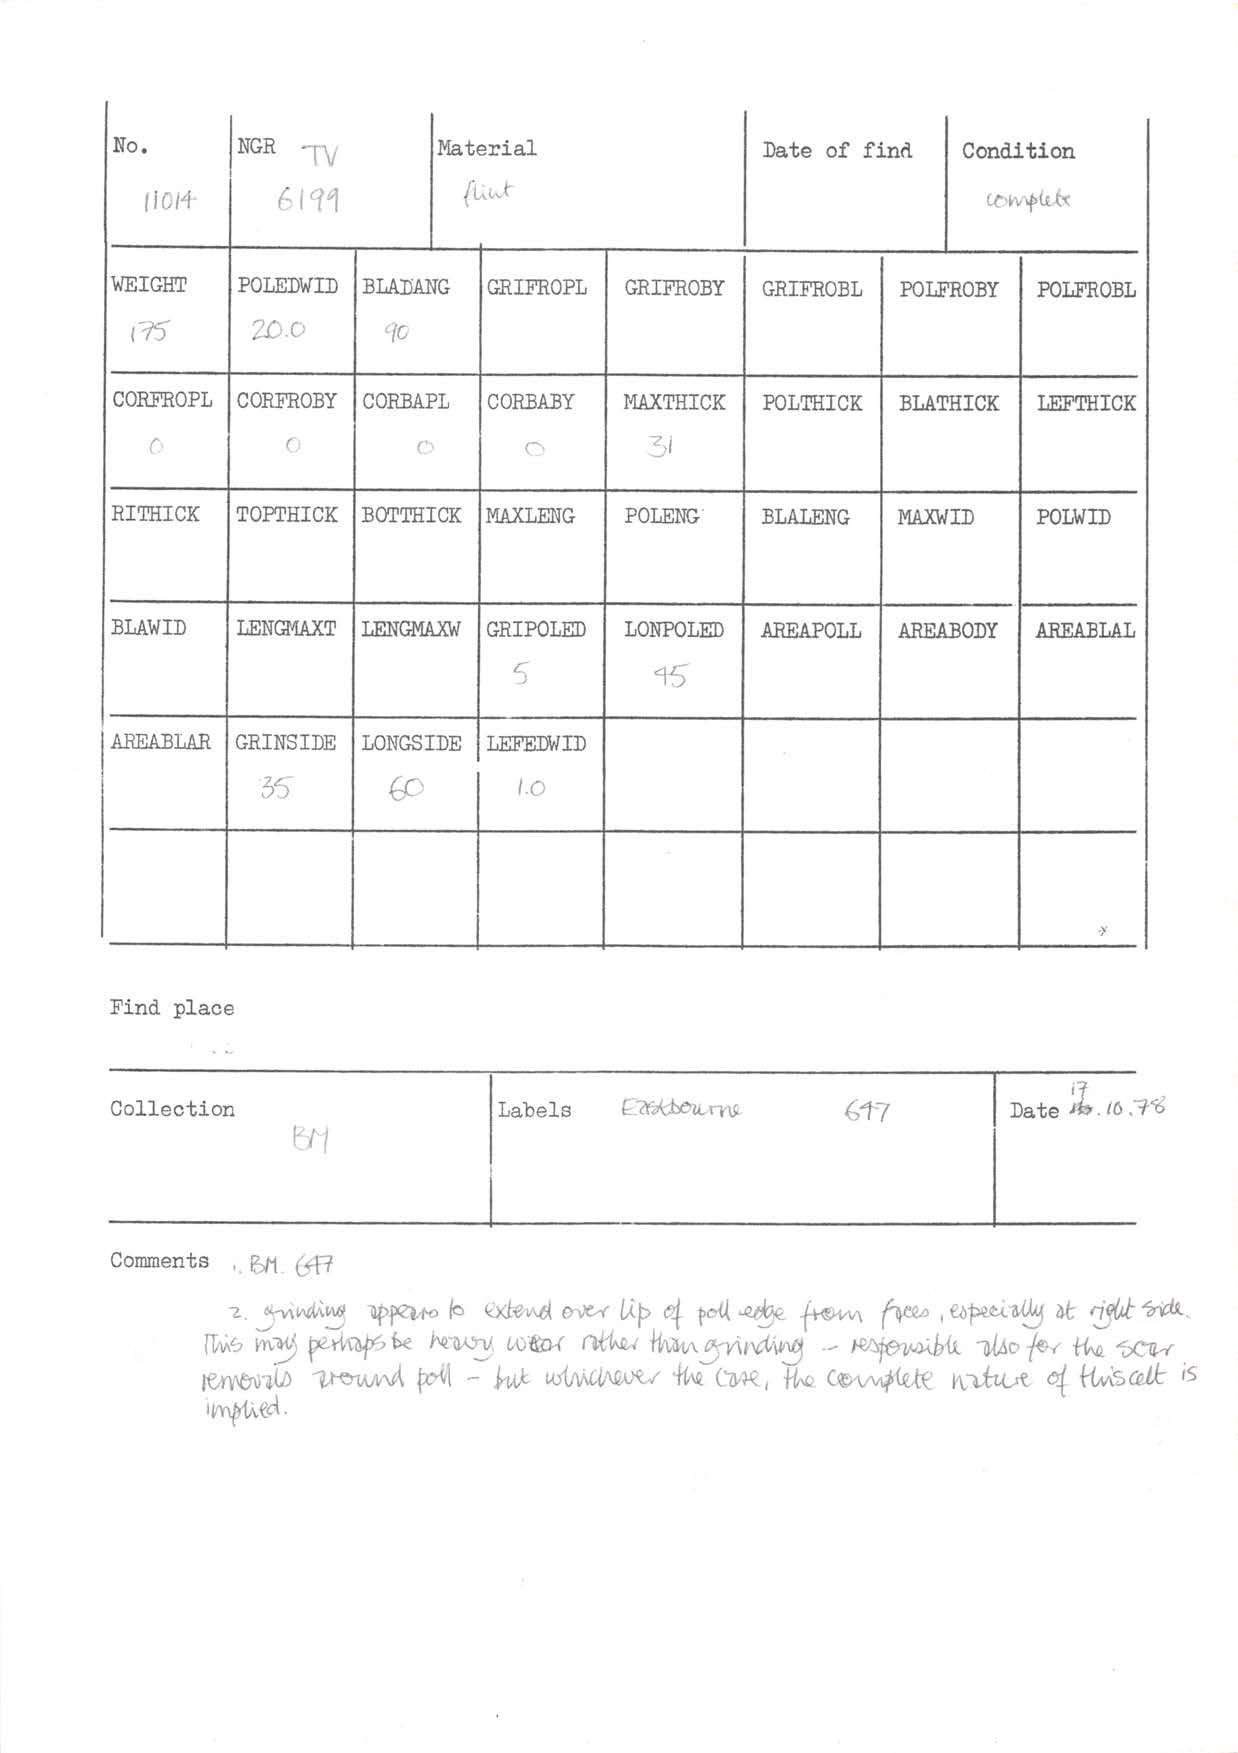 No. NGR TV Material Date of find Condition
11014 6199 flint complete
WEIGHT POLEDWID BLADANG GRIFROPL GRIFROBY GRIFROBL POLFROBY POLFROBL
175 20.0 90
CORFROPL CORFROBY CORBAPL CORBABY MAXTHICK POLTHICK BLATHICK LEFTHICK
0 0 0 0 31
RITHICK TOPTHICK BOTTHICK MAXLENG POLENG BLALENG MAXWID POLWID
BLAWID LENGMAXT LENGMAXW GRIPOLED LONPOLED AREAPOLL AREABODY AREABLAL
5 45
AREABLAR GRINSIDE LONGSIDE LEFEDWID
35 60 1.0
Find place
Collection Labels Eastbourne 647 Date 17.10.78
BM
Comments 1. BM. 647
2. grinding appears to extend over lip of poll edge from faces, especially at right side.
This may perhaps be heavy wear rather than grinding – responsible also for the scar
removals around poll – but whichever the case, the complete nature of this celt is
implied.